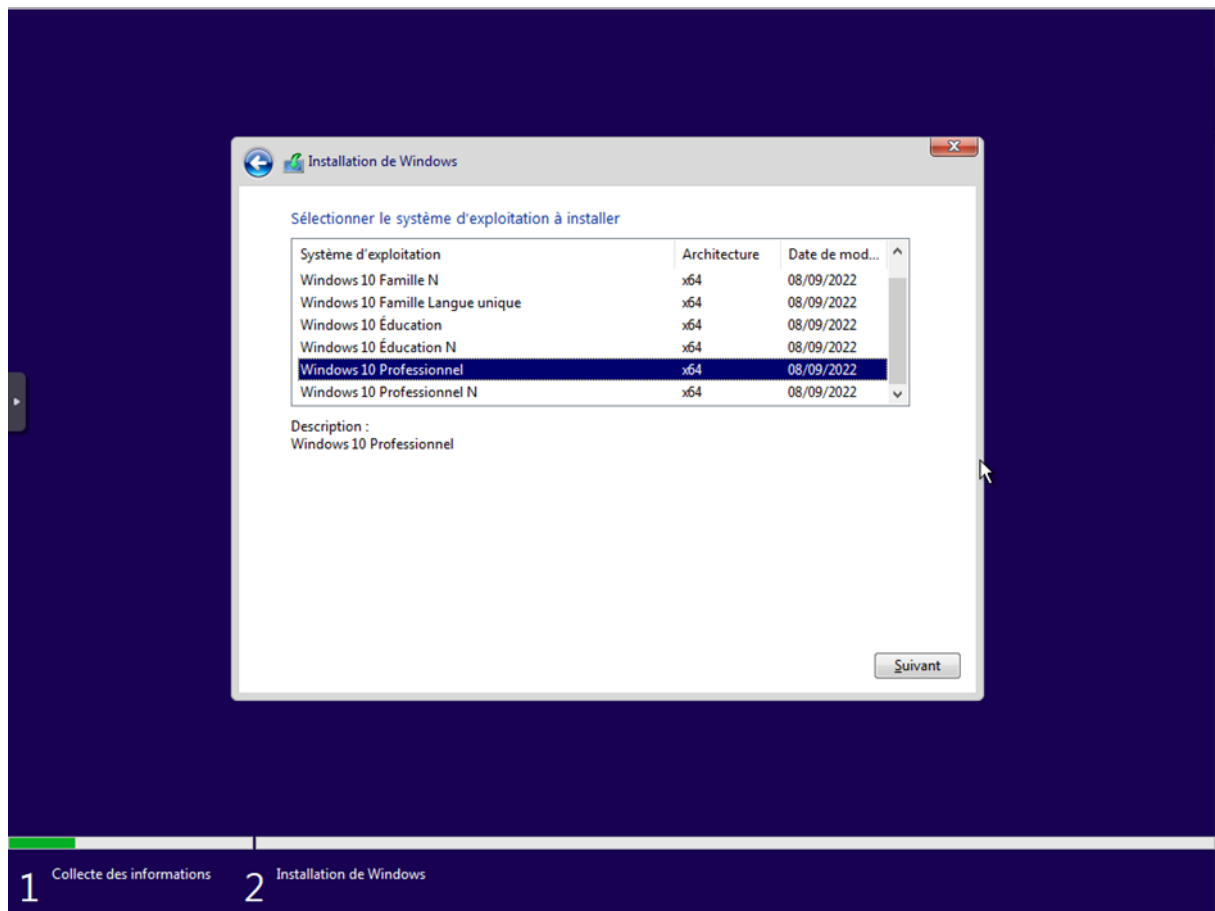 Installation de Windows
Sélectionner le système d'exploitation à installer
Système d'exploitation Architecture Date de mod...
Windows 10 Famille N x64 08/09/2022
Windows 10 Famille Langue unique x64 08/09/2022
Windows 10 Éducation x64 08/09/2022
Windows 10 Éducation N x64 08/09/2022
Windows 10 Professionnel x64 08/09/2022
Windows 10 Professionnel N x64 08/09/2022
Description :
Windows 10 Professionnel
Suivant
1 Collecte des informations 2 Installation de Windows